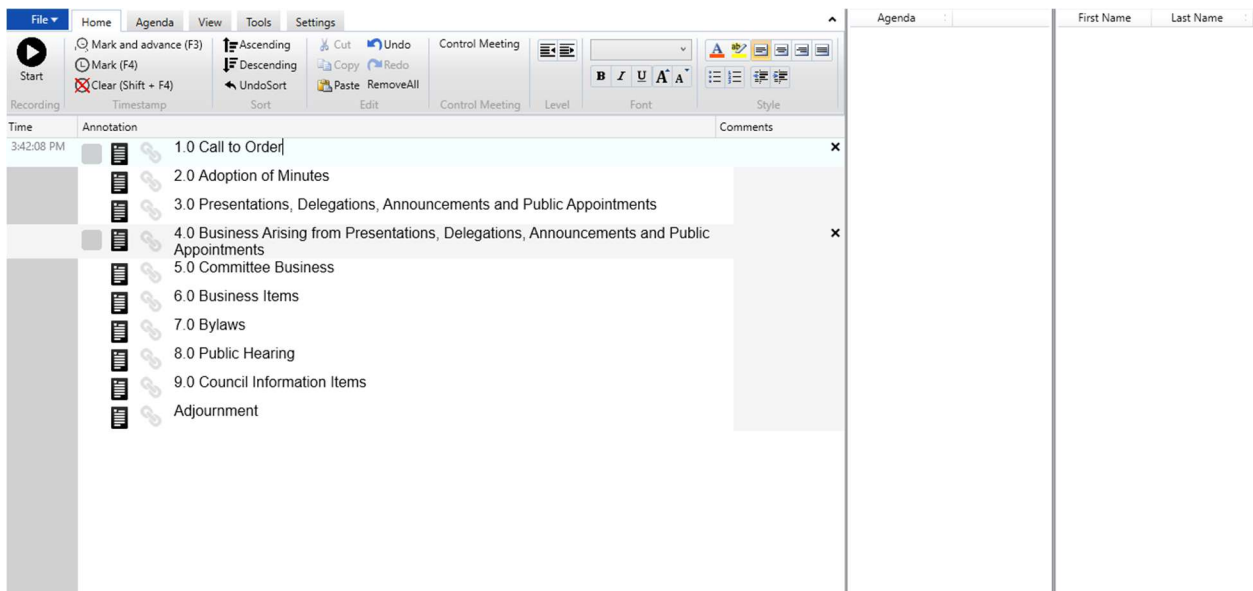 File
Home
Agenda
View
Tools
Settings
Agenda
First Name
Last Name
Start
Recording
Mark and advance (F3)
Mark (F4)
Clear (Shift + F4)
Timestamp
Ascending
Descending
UndoSort
Sort
Cut
Undo
Copy
Redo
Paste
RemoveAll
Edit
Control Meeting
Control Meeting
Level
B I U A A
Font
A ab
Style
Time
Annotation
Comments
3:42:08 PM
1.0 Call to Order
2.0 Adoption of Minutes
3.0 Presentations, Delegations, Announcements and Public Appointments
4.0 Business Arising from Presentations, Delegations, Announcements and Public
Appointments
5.0 Committee Business
6.0 Business Items
7.0 Bylaws
8.0 Public Hearing
9.0 Council Information Items
Adjournment